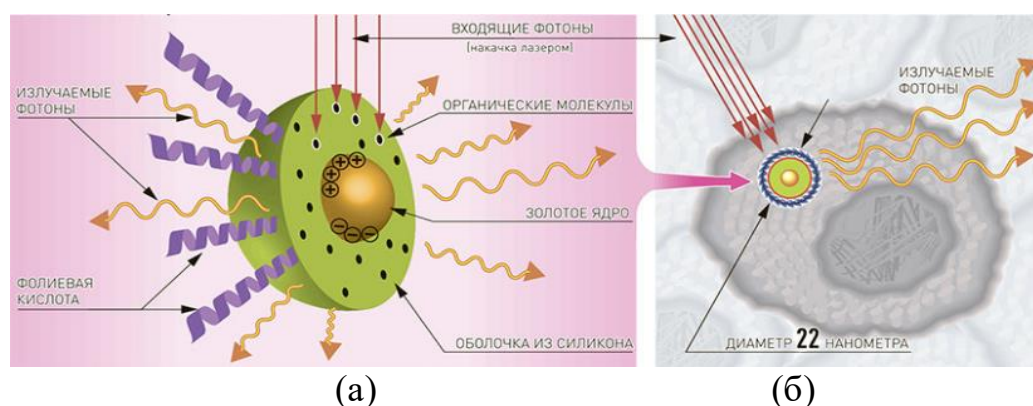 ВХОДЯЩИЕ ФОТОНЫ
(накачка лазером)
ИЗЛУЧАЕМЫЕ
ФОТОНЫ
ОРГАНИЧЕСКИЕ МОЛЕКУЛЫ
ЗОЛОТОЕ ЯДРО
ФОЛИЕВАЯ
КИСЛОТА
ОБОЛОЧКА ИЗ СИЛИКОНА
ИЗЛУЧАЕМЫЕ
ФОТОНЫ
ДИАМЕТР 22 НАНОМЕТРА
(а)
(б)